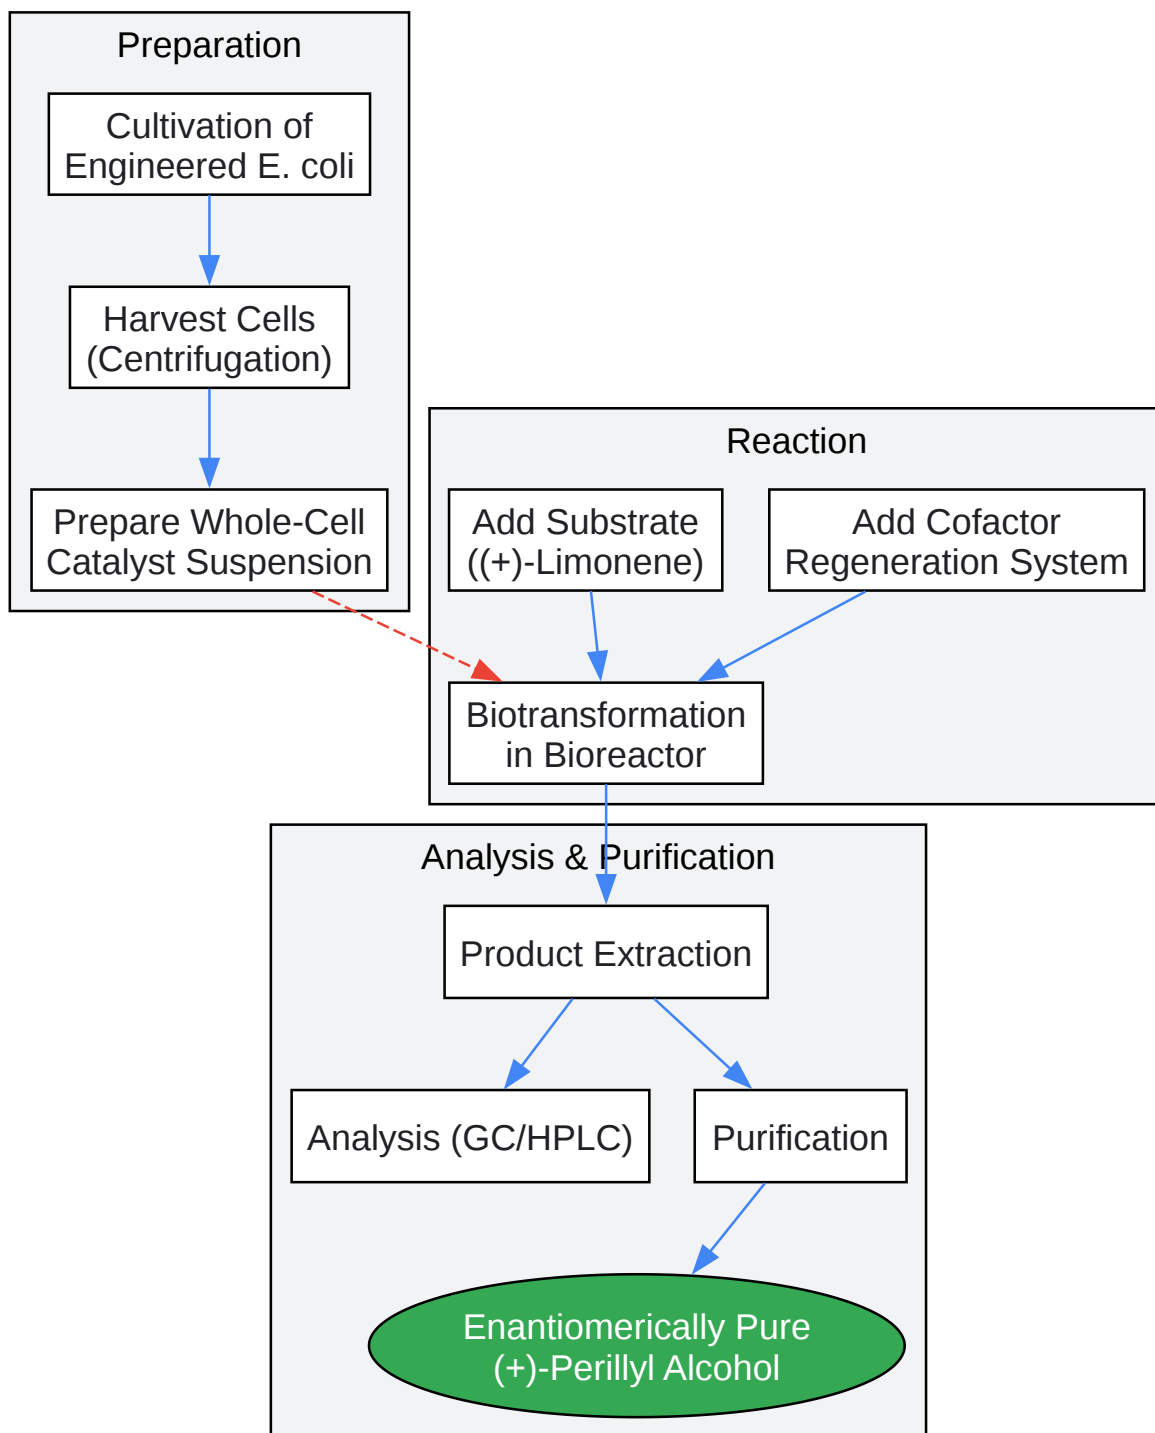 Preparation
Cultivation of
Engineered E. coli
Harvest Cells
(Centrifugation)
Prepare Whole-Cell
Catalyst Suspension
Reaction
Add Substrate
((+)-Limonene)
Add Cofactor
Regeneration System
Biotransformation
in Bioreactor
Analysis & Purification
Product Extraction
Analysis (GC/HPLC)
Purification
Enantiomerically Pure
(+)-Perillyl Alcohol